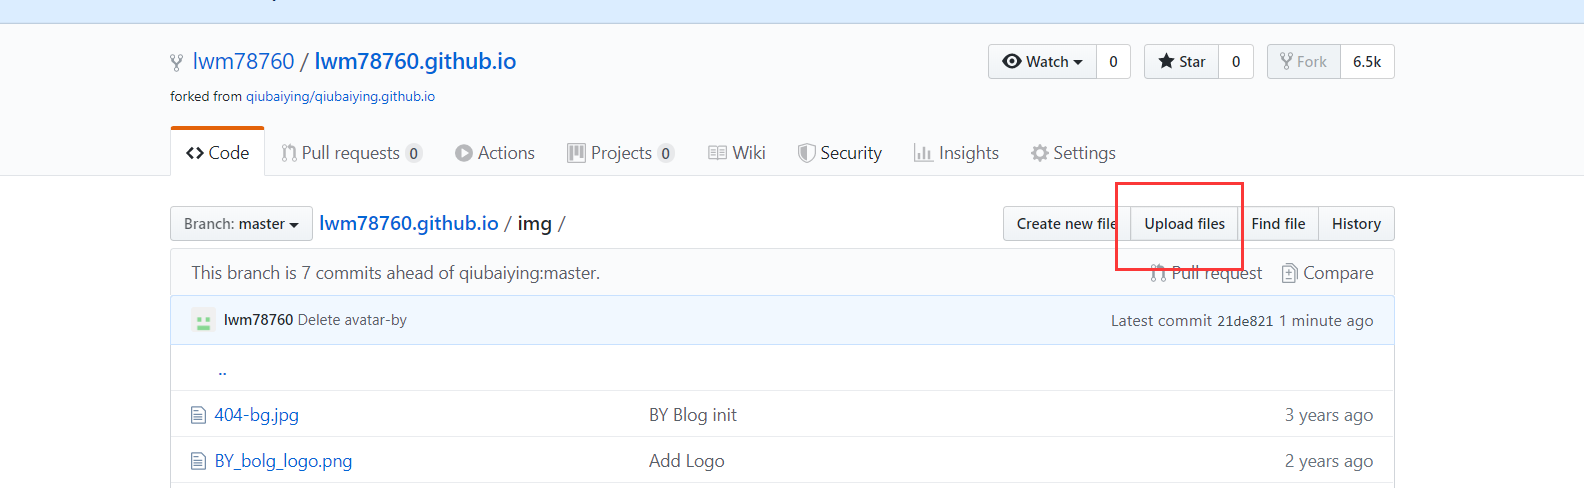 lwm78760 / lwm78760.github.io Watch 0 Star 0 Fork 6.5k
forked from qiubaiying/qiubaiying.github.io
Code Pull requests 0 Actions Projects 0 Wiki Security Insights Settings
Branch: master lwm78760.github.io / img / Create new file Upload files Find file History
This branch is 7 commits ahead of qiubaiying:master. Pull request Compare
lwm78760 Delete avatar-by Latest commit 21de821 1 minute ago
..
404-bg.jpg BY Blog init 3 years ago
BY_bolg_logo.png Add Logo 2 years ago